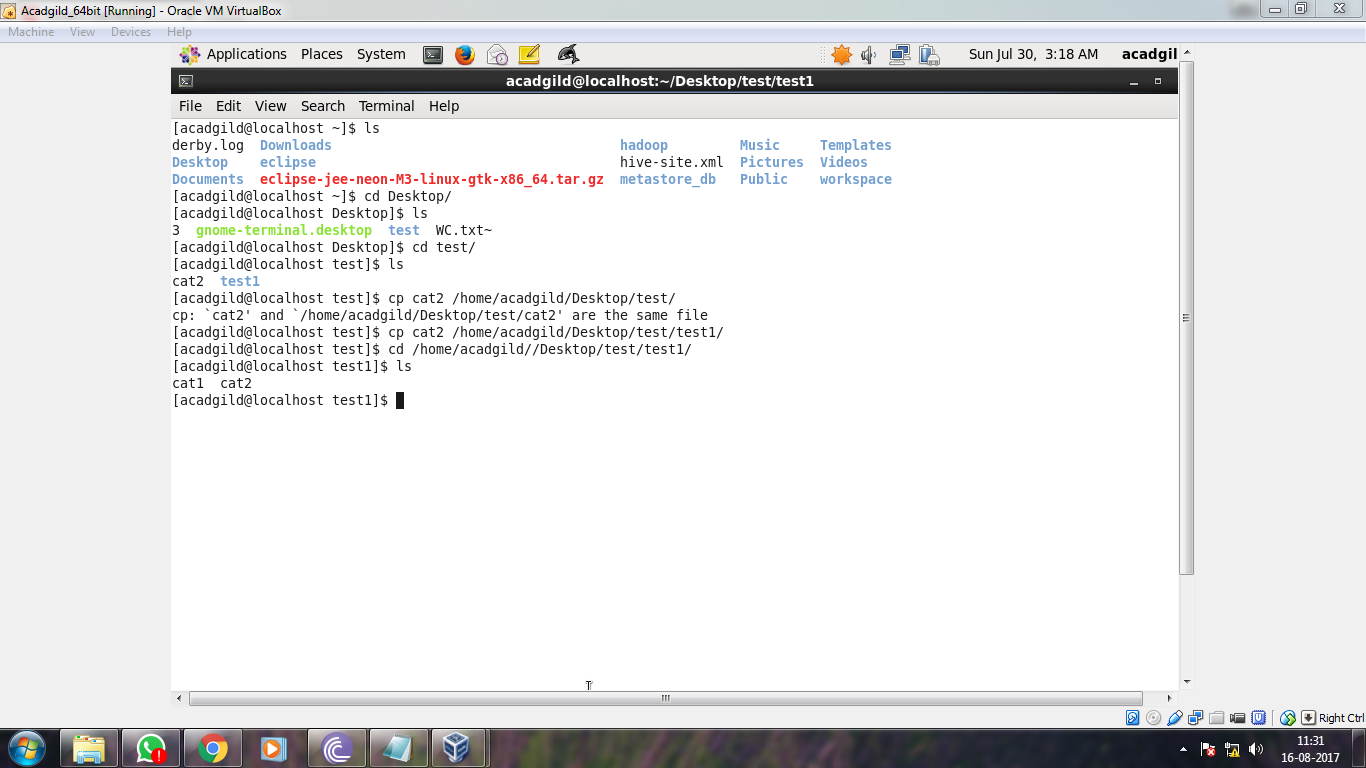 Acadgild_64bit [Running] - Oracle VM VirtualBox
Machine View Devices Help
Applications Places System Sun Jul 30, 3:18 AM acadgil
acadgild@localhost:~/Desktop/test/test1
File Edit View Search Terminal Help
[acadgild@localhost ~]$ ls
derby.log Downloads hadoop Music Templates
Desktop eclipse hive-site.xml Pictures Videos
Documents eclipse-jee-neon-M3-linux-gtk-x86_64.tar.gz metastore_db Public workspace
[acadgild@localhost ~]$ cd Desktop/
[acadgild@localhost Desktop]$ ls
3 gnome-terminal.desktop test WC.txt~
[acadgild@localhost Desktop]$ cd test/
[acadgild@localhost test]$ ls
cat2 test1
[acadgild@localhost test]$ cp cat2 /home/acadgild/Desktop/test/
cp: `cat2' and `/home/acadgild/Desktop/test/cat2' are the same file
[acadgild@localhost test]$ cp cat2 /home/acadgild/Desktop/test/test1/
[acadgild@localhost test]$ cd /home/acadgild//Desktop/test/test1/
[acadgild@localhost test1]$ ls
cat1 cat2
[acadgild@localhost test1]$
Right Ctrl
11:31
16-08-2017